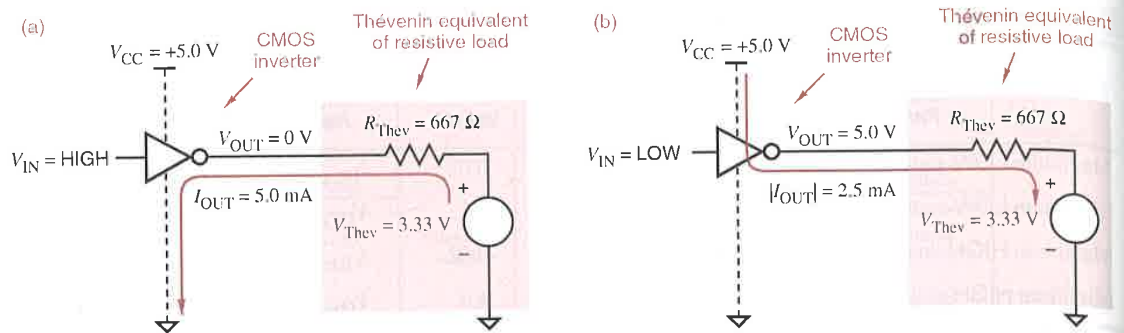 (a)
Thévenin equivalent
of resistive load
CMOS
inverter
VCC = +5.0 V
RThev = 667 Ω
VOUT = 0 V
VIN = HIGH
IOUT = 5.0 mA
+
VThev = 3.33 V
−
(b)
Thévenin equivalent
of resistive load
CMOS
inverter
VCC = +5.0 V
RThev = 667 Ω
VOUT = 5.0 V
VIN = LOW
|IOUT| = 2.5 mA
+
VThev = 3.33 V
−